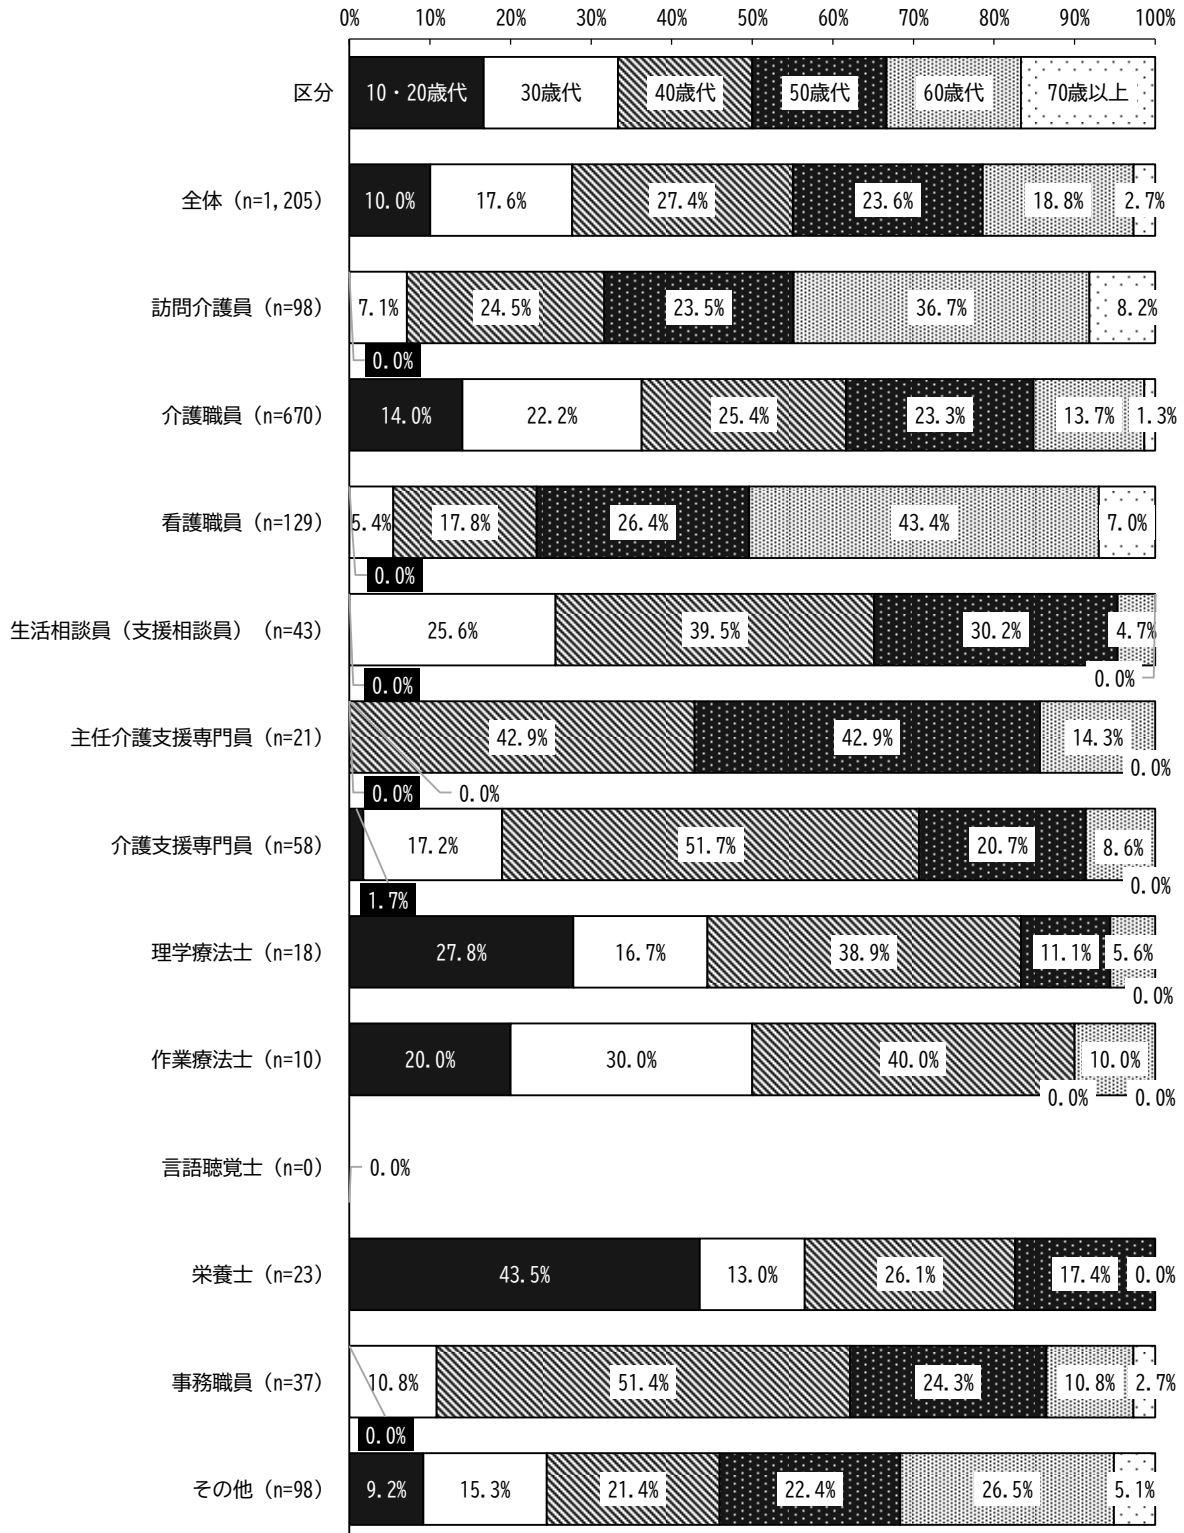 0% 10% 20% 30% 40% 50% 60% 70% 80% 90% 100%
区分 10・20歳代 30歳代 40歳代 50歳代 60歳代 70歳以上
全体（n=1,205） 10.0% 17.6% 27.4% 23.6% 18.8% 2.7%
訪問介護員（n=98） 7.1% 24.5% 23.5% 36.7% 8.2%
0.0%
介護職員（n=670） 14.0% 22.2% 25.4% 23.3% 13.7% 1.3%
看護職員（n=129） 5.4% 17.8% 26.4% 43.4% 7.0%
0.0%
生活相談員（支援相談員）（n=43） 25.6% 39.5% 30.2% 4.7%
0.0% 0.0%
主任介護支援専門員（n=21） 42.9% 42.9% 14.3%
0.0%
0.0% 0.0%
介護支援専門員（n=58） 17.2% 51.7% 20.7% 8.6%
0.0%
1.7%
理学療法士（n=18） 27.8% 16.7% 38.9% 11.1% 5.6%
0.0%
作業療法士（n=10） 20.0% 30.0% 40.0% 10.0%
0.0% 0.0%
言語聴覚士（n=0） 0.0%
栄養士（n=23） 43.5% 13.0% 26.1% 17.4% 0.0%
事務職員（n=37） 10.8% 51.4% 24.3% 10.8% 2.7%
0.0%
その他（n=98） 9.2% 15.3% 21.4% 22.4% 26.5% 5.1%